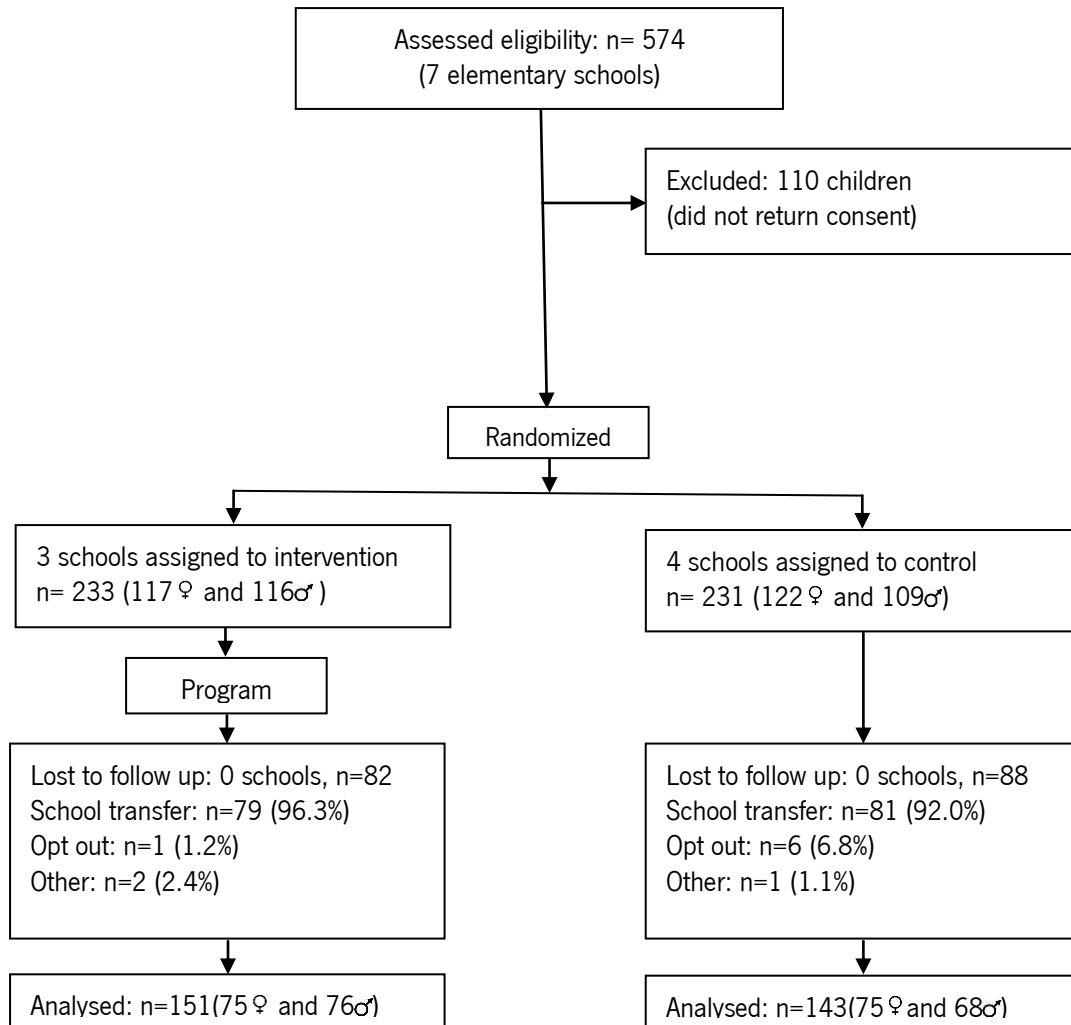 Assessed eligibility: n= 574
(7 elementary schools)
Excluded: 110 children
(did not return consent)
Randomized
3 schools assigned to intervention
n= 233 (117♀ and 116♂ )
4 schools assigned to control
n= 231 (122♀ and 109♂)
Program
Lost to follow up: 0 schools, n=82
School transfer: n=79 (96.3%)
Opt out: n=1 (1.2%)
Other: n=2 (2.4%)
Lost to follow up: 0 schools, n=88
School transfer: n=81 (92.0%)
Opt out: n=6 (6.8%)
Other: n=1 (1.1%)
Analysed: n=151(75♀ and 76♂)
Analysed: n=143(75♀and 68♂)